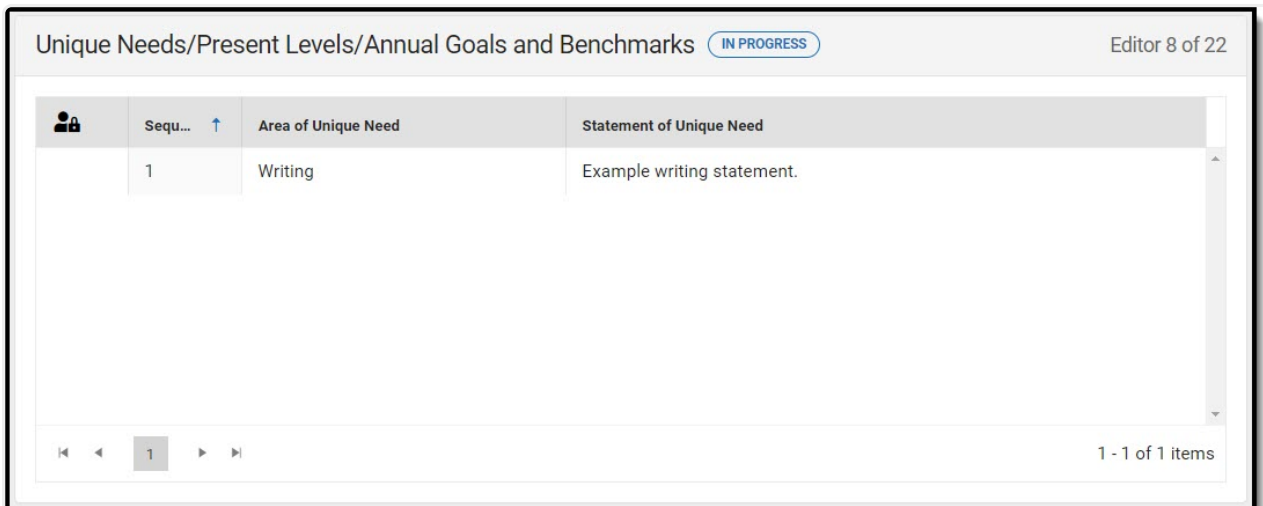 Unique Needs/Present Levels/Annual Goals and Benchmarks IN PROGRESS Editor 8 of 22
Sequ... ↑ Area of Unique Need Statement of Unique Need
1 Writing Example writing statement.
1 1 - 1 of 1 items